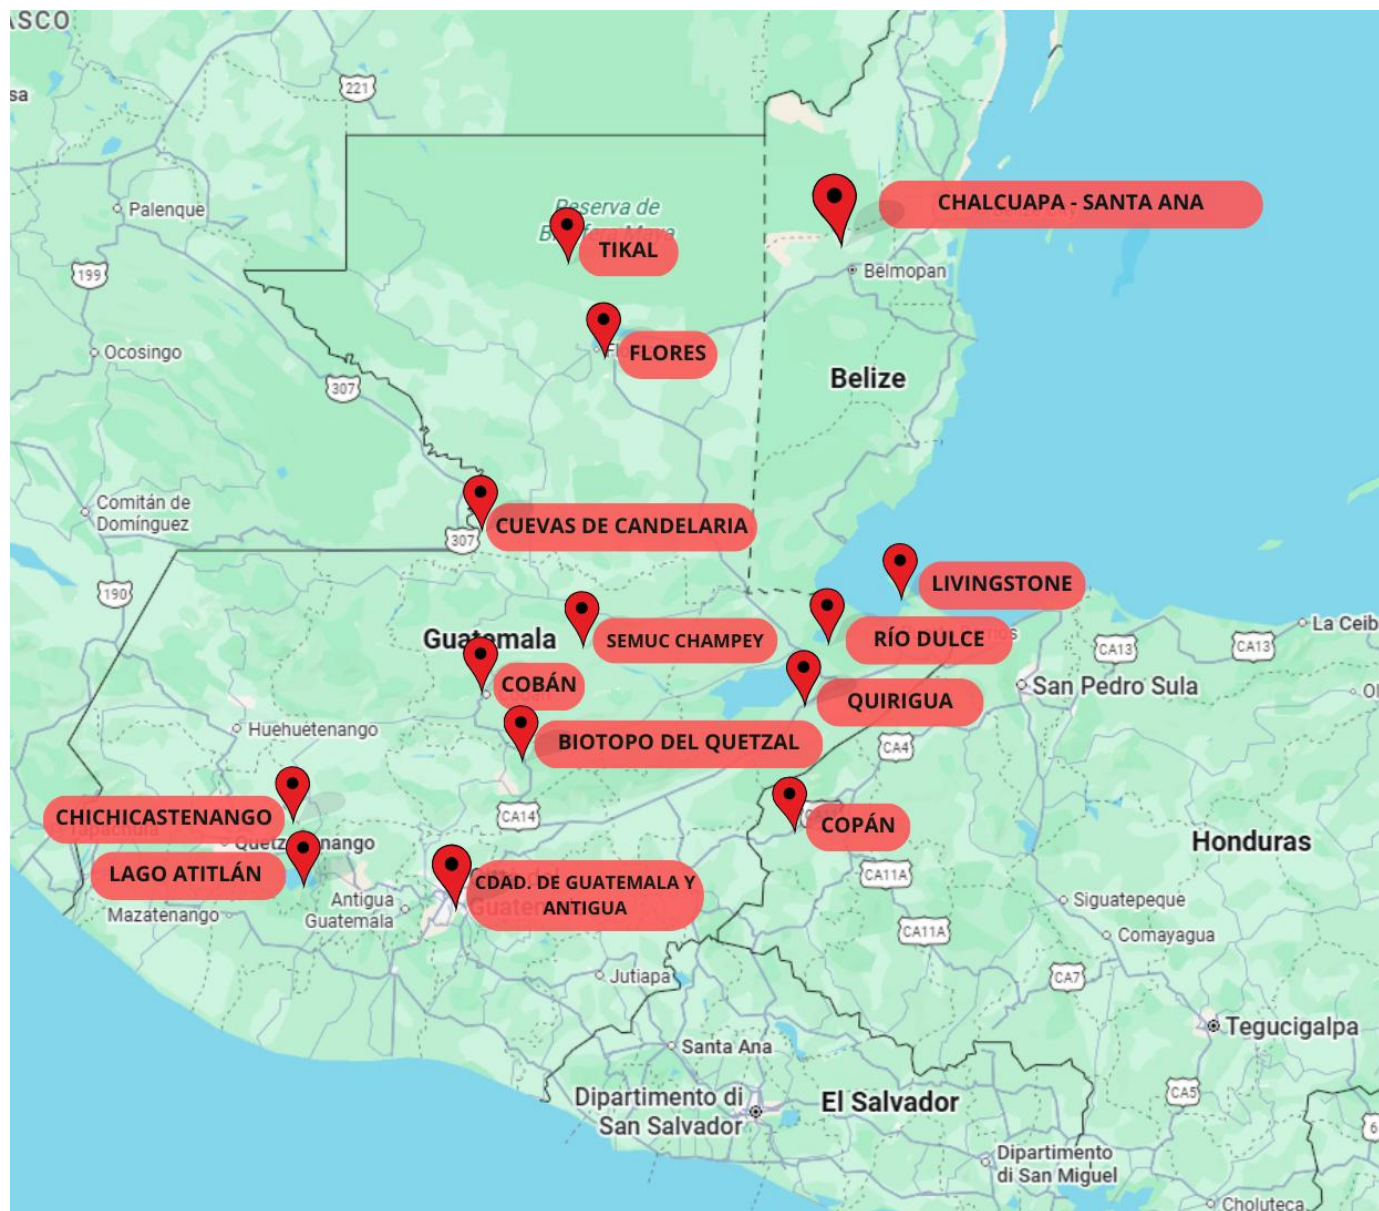 ASCO
221
sa
Palenque
Reserva de
CHALCUAPA - SANTA ANA
TIKAL
199
Belmopan
FLORES
Ocosingo
307
Belize
Comitán de
Domínguez
CUEVAS DE CANDELARIA
307
190
LIVINGSTONE
La Ceib
Guatemala
SEMUC CHAMPEY
RÍO DULCE
CA13
CA13
COBÁN
San Pedro Sula
QUIRIGUA
Huehuetenango
BIOTOPO DEL QUETZAL
CA4
CHICHICASTENANGO
CA14
COPÁN
Quetzaltenango
Honduras
LAGO ATITLÁN
CDAD. DE GUATEMALA Y
ANTIGUA
CA11A
Antigua
Guatemala
Mazatenango
Siguatepeque
CA11A
Comayagua
Jutiapa
CA7
Tegucigalpa
Santa Ana
Dipartimento di
San Salvador
El Salvador
CA5
6
Dipartimento
di San Miguel
Choluteca